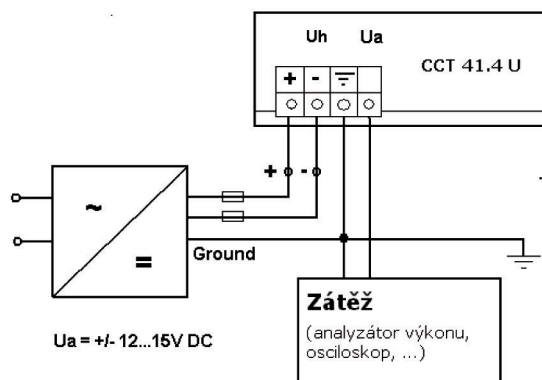 Uh Ua
CCT 41.4 U
+ -
+ -
~
=
Ground
Zátěž
(analyzátor výkonu,
osciloskop, ...)
Ua = +/- 12...15V DC